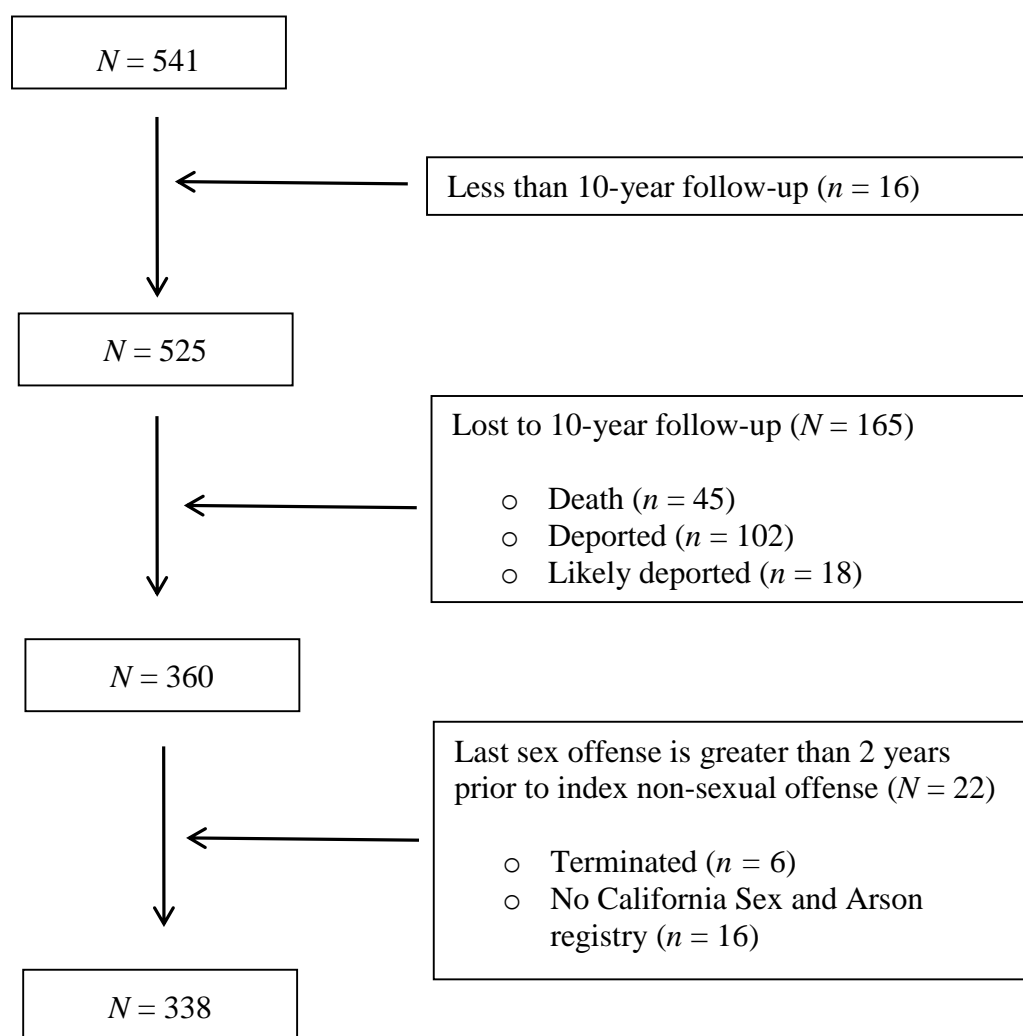 N = 541
Less than 10-year follow-up (n = 16)
N = 525
Lost to 10-year follow-up (N = 165)
o Death (n = 45)
o Deported (n = 102)
o Likely deported (n = 18)
N = 360
Last sex offense is greater than 2 years
prior to index non-sexual offense (N = 22)
o Terminated (n = 6)
o No California Sex and Arson
registry (n = 16)
N = 338